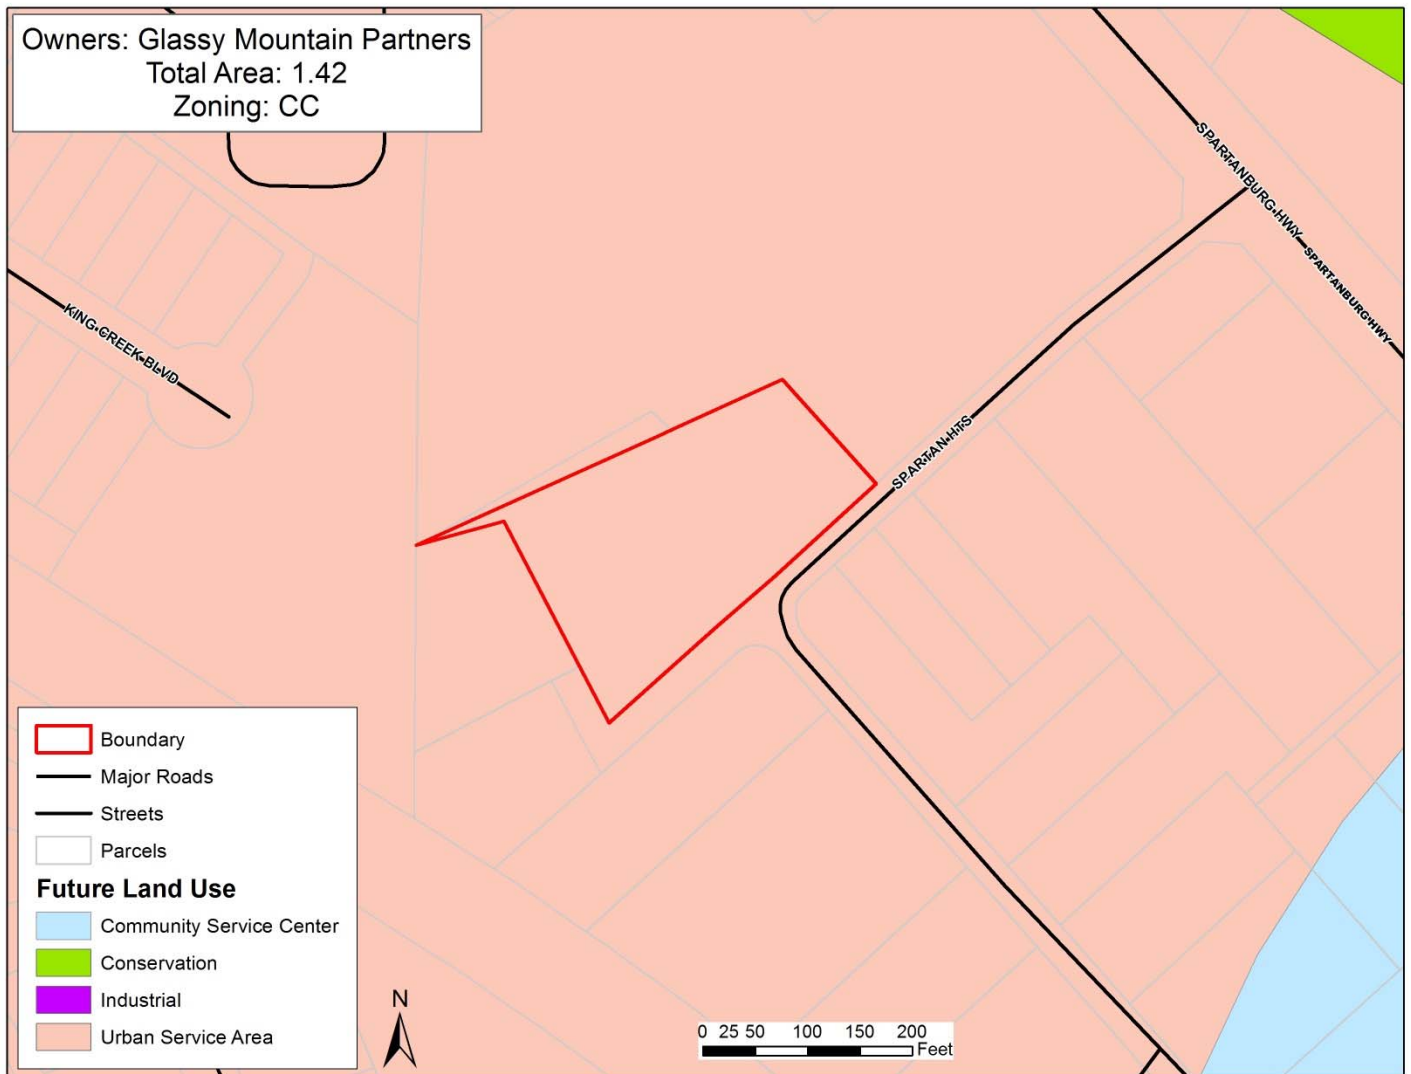 Owners: Glassy Mountain Partners
Total Area: 1.42
Zoning: CC
SPARTANBURG HWY
SPARTANBURG HWY
KING CREEK BLVD
SPARTAN HTS
Boundary
Major Roads
Streets
Parcels
Future Land Use
Community Service Center
Conservation
Industrial
Urban Service Area
N
0 25 50 100 150 200
Feet